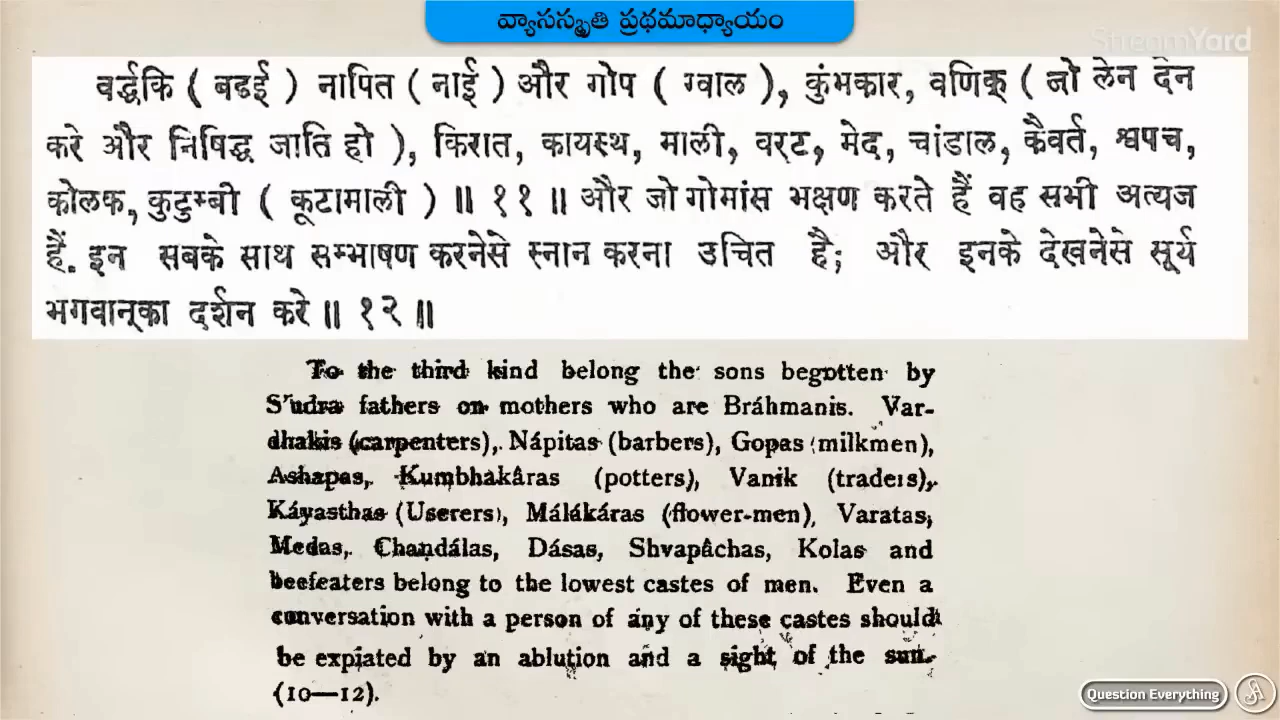 వ్యాసస్మృతి ప్రథమాధ్యాయం
StreamYard
वर्द्धकि ( बढई ) नापित ( नाई ) और गोप ( ग्वाल ), कुंभकार, वणिक् ( जो लेन देन
करे और निषिद्ध जाति हो ), किरात, कायस्थ, माली, वरट, मेद, चांडाल, कैवर्त, श्वपच,
कोलक, कुटुम्बी ( कूटामाली ) ॥ ११ ॥ और जो गोमांस भक्षण करते हैं वह सभी अत्यज
हैं. इन सबके साथ सम्भाषण करनेसे स्नान करना उचित है; और इनके देखनेसे सूर्य
भगवान्‌का दर्शन करे ॥ १२ ॥
To the third kind belong the sons begotten by
S'udra fathers on mothers who are Bráhmanis. Var-
dhakis (carpenters), Nápitas (barbers), Gopas (milkmen),
Ashapas, Kumbhakâras (potters), Vanik (traders),
Káyasthas (Userers), Málákáras (flower-men), Varatas,
Medas, Chandálas, Dásas, Shvapâchas, Kolas and
beefeaters belong to the lowest castes of men. Even a
conversation with a person of any of these castes should
be expiated by an ablution and a sight of the sun.
(10—12).
Question Everything